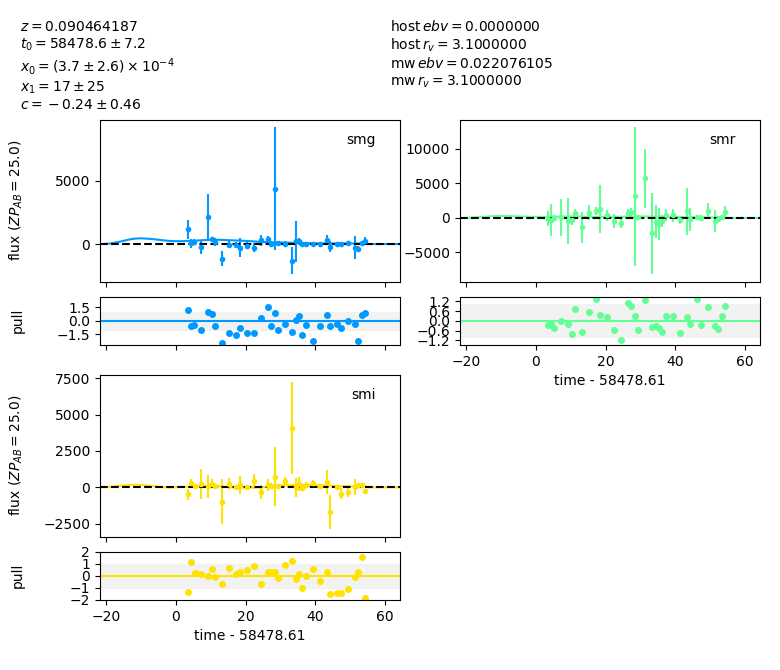 z = 0.090464187
t₀ = 58478.6 ± 7.2
x₀ = (3.7 ± 2.6) × 10⁻⁴
x₁ = 17 ± 25
c = −0.24 ± 0.46
host ebv = 0.0000000
host r_v = 3.1000000
mw ebv = 0.022076105
mw r_v = 3.1000000
smg
5000
0
flux (ZP_AB = 25.0)
1.5
0.0
−1.5
pull
smr
10000
5000
0
−5000
1.2
0.6
0.0
−0.6
−1.2
−20 0 20 40 60
time - 58478.61
smi
7500
5000
2500
0
−2500
flux (ZP_AB = 25.0)
2
1
0
−1
−2
pull
−20 0 20 40 60
time - 58478.61